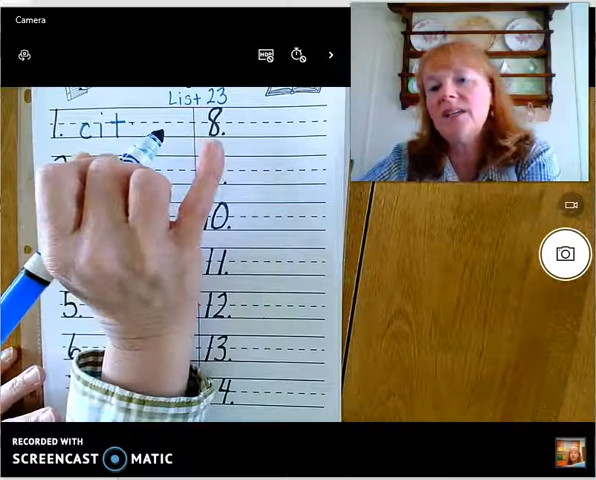 Camera
List 23
1. cit 8.
10.
11.
5. 12.
6 13.
4.
RECORDED WITH
SCREENCAST MATIC